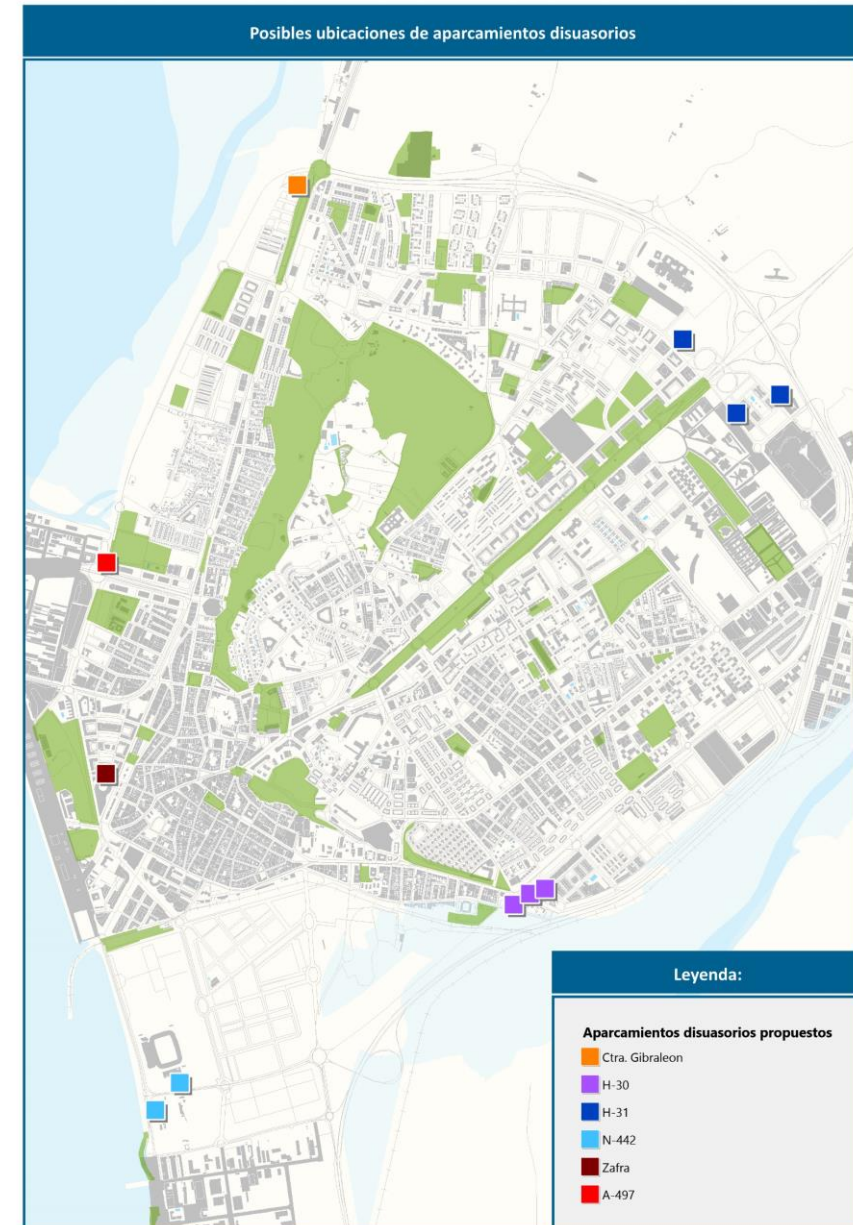 Posibles ubicaciones de aparcamientos disuasorios
Leyenda:
Aparcamientos disuasorios propuestos
Ctra. Gibraleon
H-30
H-31
N-442
Zafra
A-497